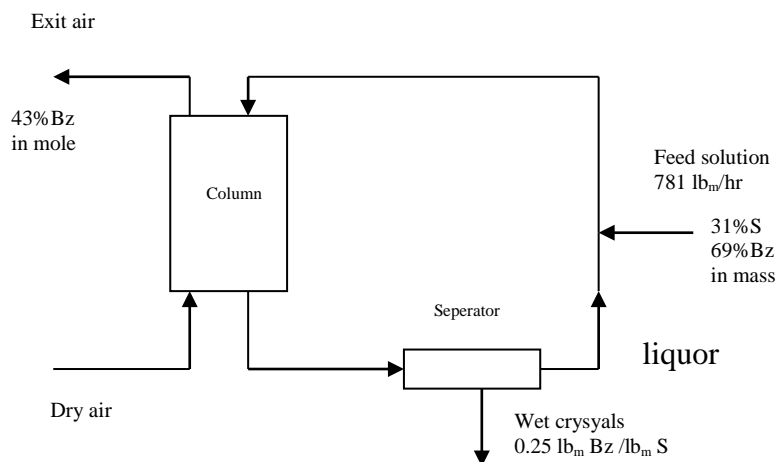 Exit air
43%Bz
in mole
Column
Feed solution
781 lbm/hr
31%S
69%Bz
in mass
Seperator
liquor
Dry air
Wet crysyals
0.25 lbm Bz /lbm S